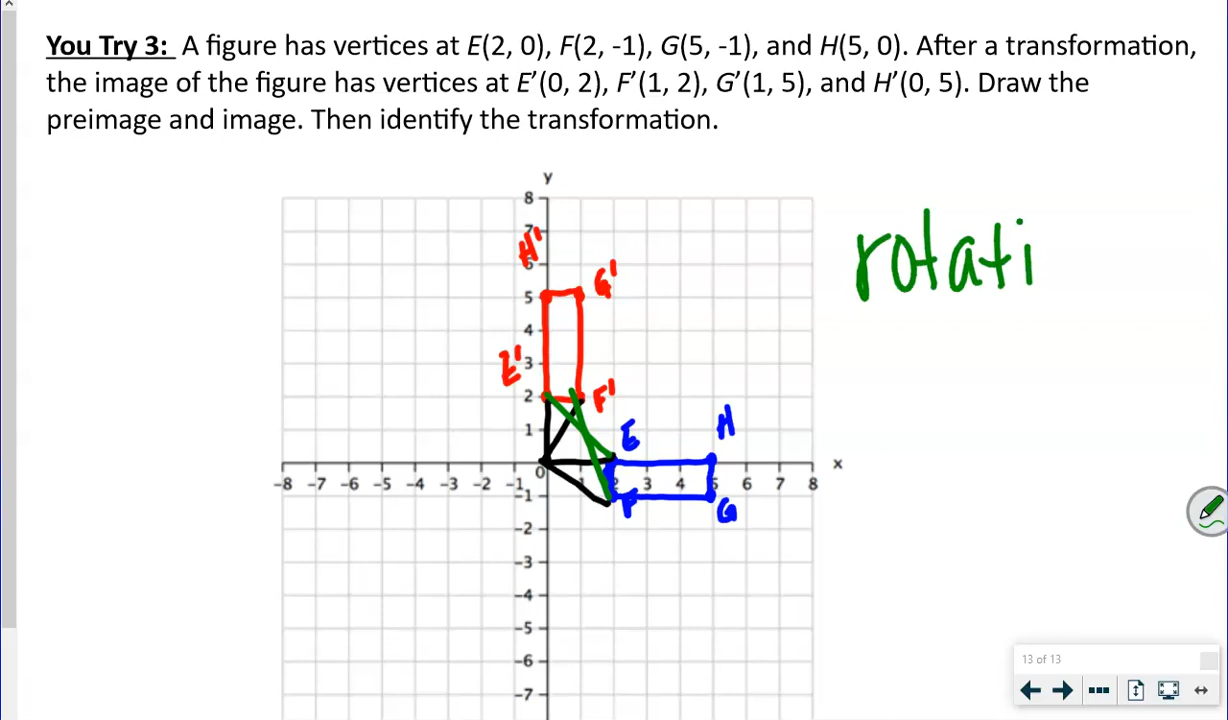 You Try 3: A figure has vertices at E(2, 0), F(2, -1), G(5, -1), and H(5, 0). After a transformation,
the image of the figure has vertices at E′(0, 2), F′(1, 2), G′(1, 5), and H′(0, 5). Draw the
preimage and image. Then identify the transformation.
y
8
7
6
5
4
3
2
1
H'
G'
E'
F'
rotati
E
H
x
-8 -7 -6 -5 -4 -3 -2 -1 0 1 2 3 4 5 6 7 8
F
G
-1
-2
-3
-4
-5
-6
-7
13 of 13